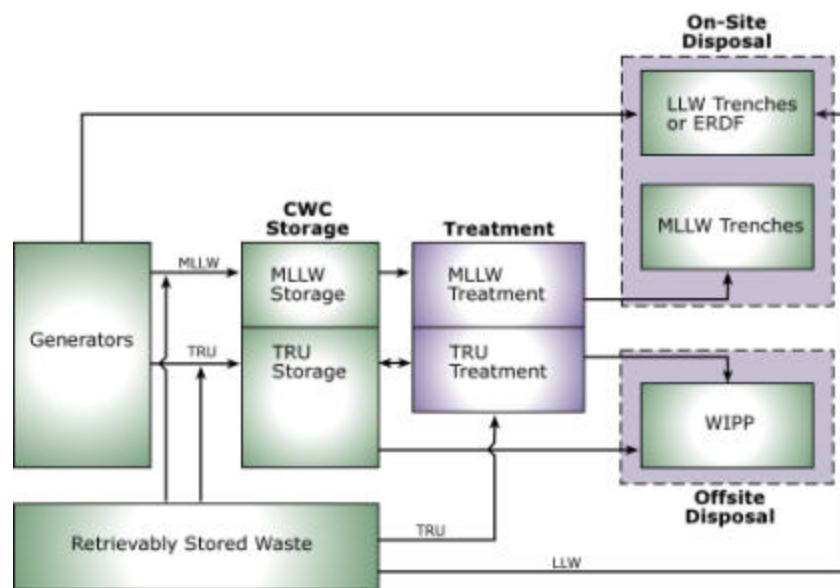 On-Site
Disposal
LLW Trenches
or ERDF
MLLW Trenches
CWC
Storage
Treatment
MLLW
MLLW
Storage
MLLW
Treatment
Generators
TRU
TRU
Storage
TRU
Treatment
WIPP
Offsite
Disposal
Retrievably Stored Waste
TRU
LLW